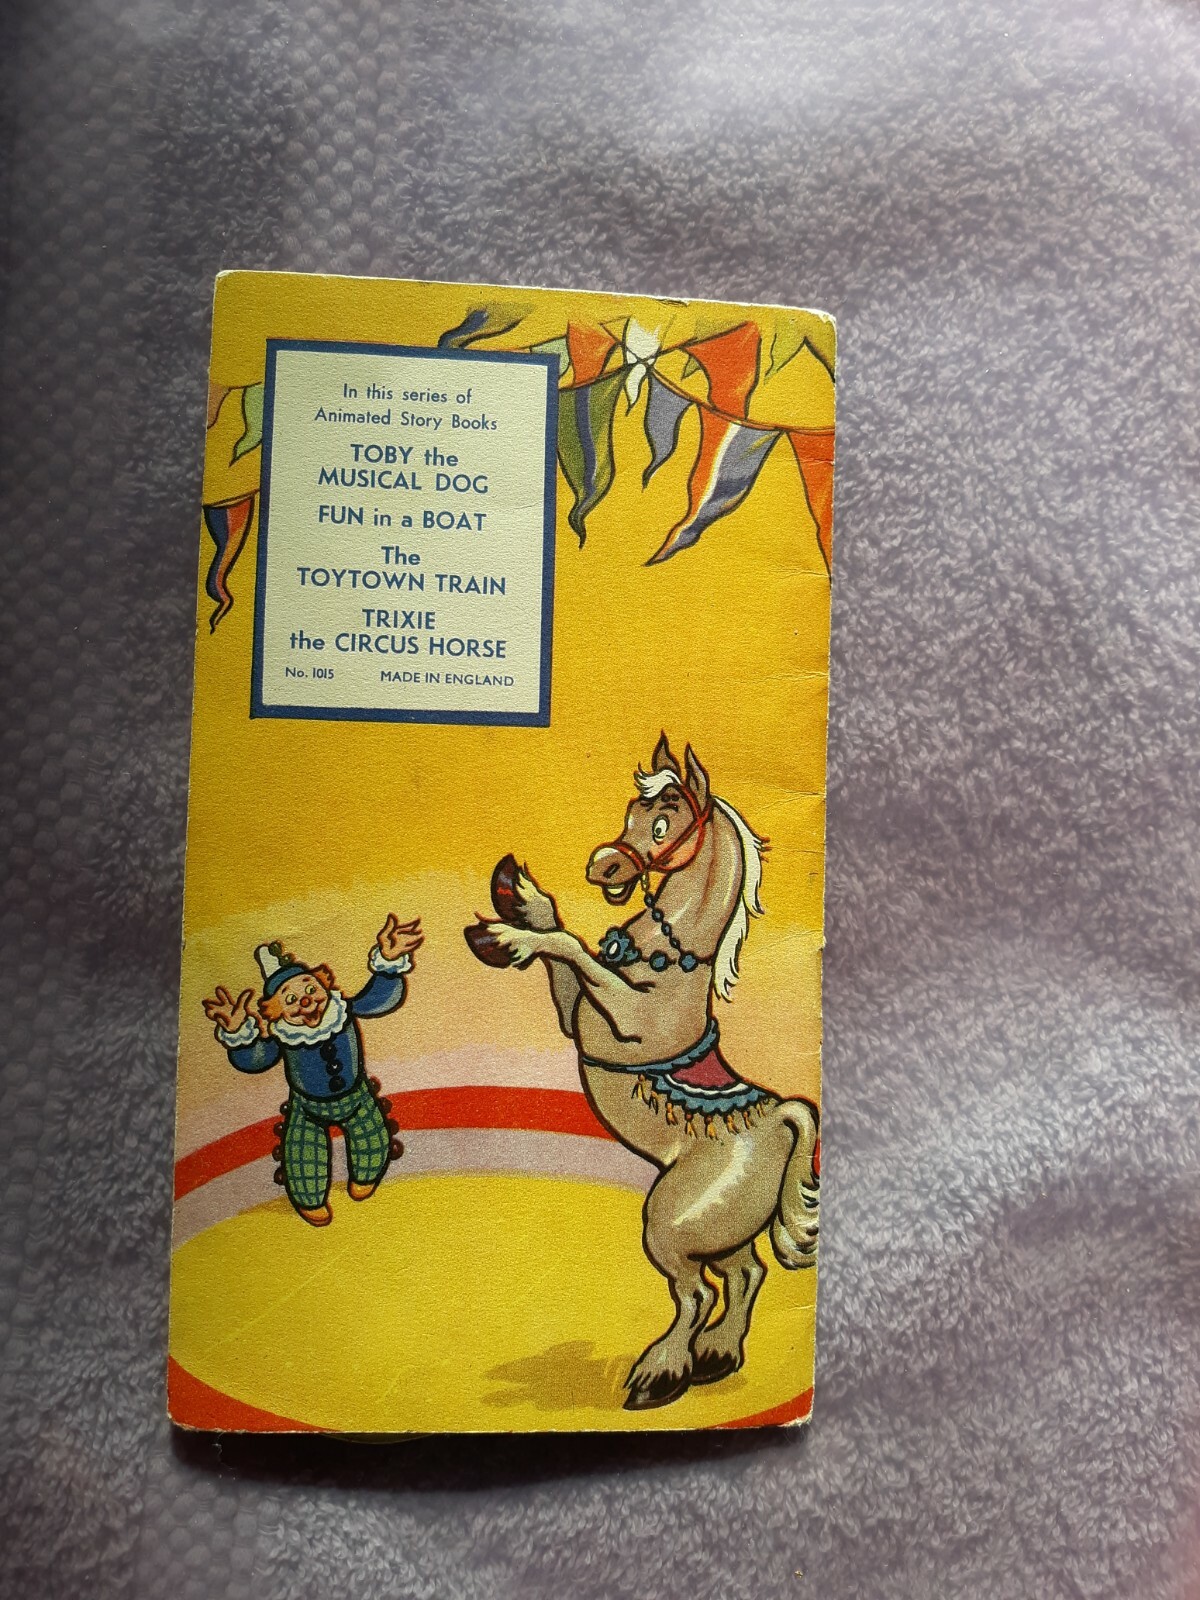 In this series of
Animated Story Books
TOBY the
MUSICAL DOG
FUN in a BOAT
The
TOYTOWN TRAIN
TRIXIE
the CIRCUS HORSE
No. 1015 MADE IN ENGLAND